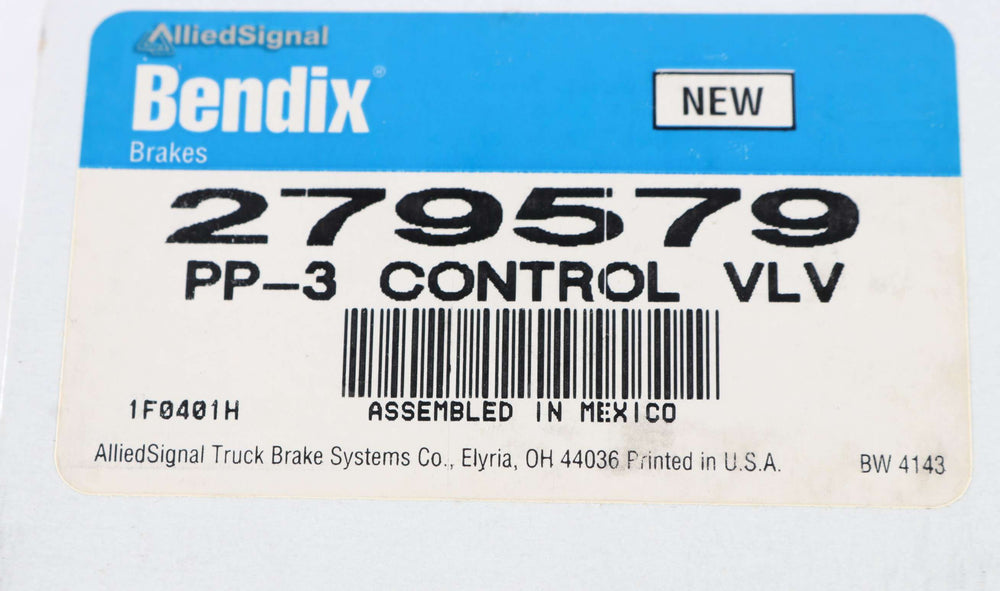 AlliedSignal
Bendix®
NEW
Brakes
279579
PP-3 CONTROL VLV
1F0401H
ASSEMBLED IN MEXICO
AlliedSignal Truck Brake Systems Co., Elyria, OH 44036 Printed in U.S.A.
BW 4143